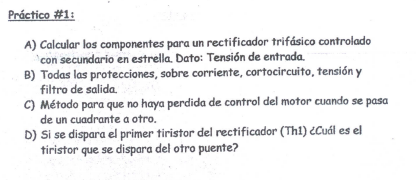 Práctico #1:
A) Calcular los componentes para un rectificador trifásico controlado
con secundario en estrella. Dato: Tensión de entrada.
B) Todas las protecciones, sobre corriente, cortocircuito, tensión y
filtro de salida.
C) Método para que no haya perdida de control del motor cuando se pasa
de un cuadrante a otro.
D) Si se dispara el primer tiristor del rectificador (Th1) ¿Cuál es el
tiristor que se dispara del otro puente?